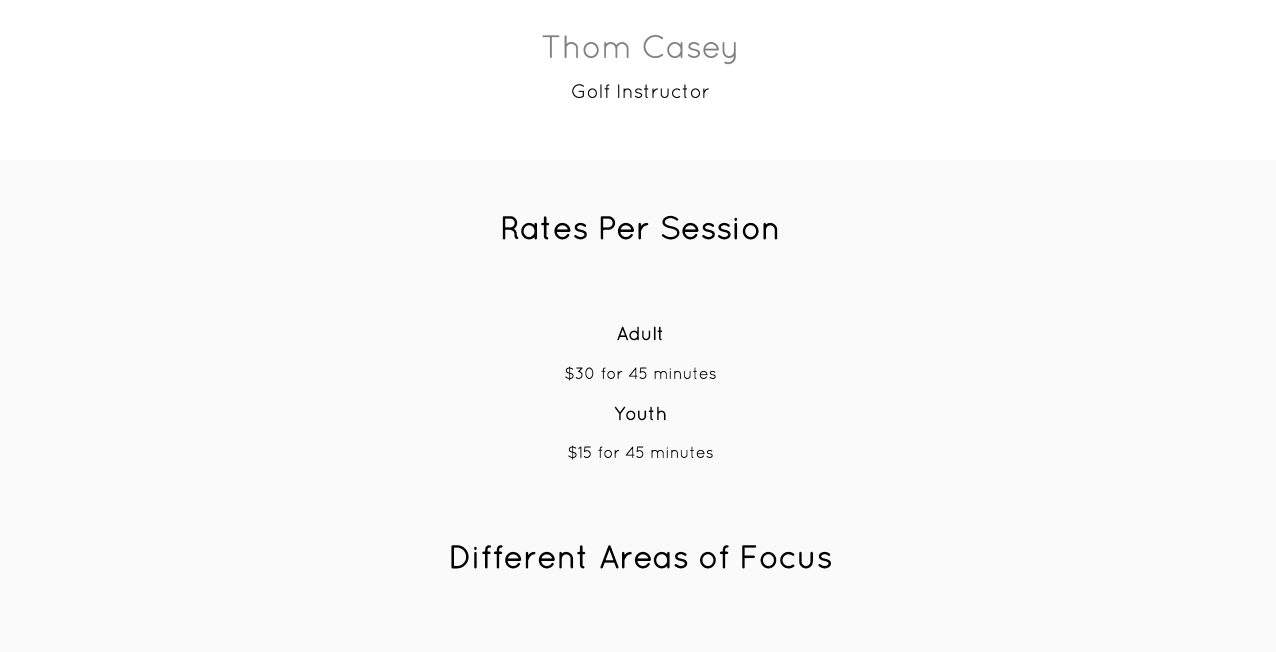 Thom Casey
Golf Instructor
Rates Per Session
Adult
$30 for 45 minutes
Youth
$15 for 45 minutes
Different Areas of Focus